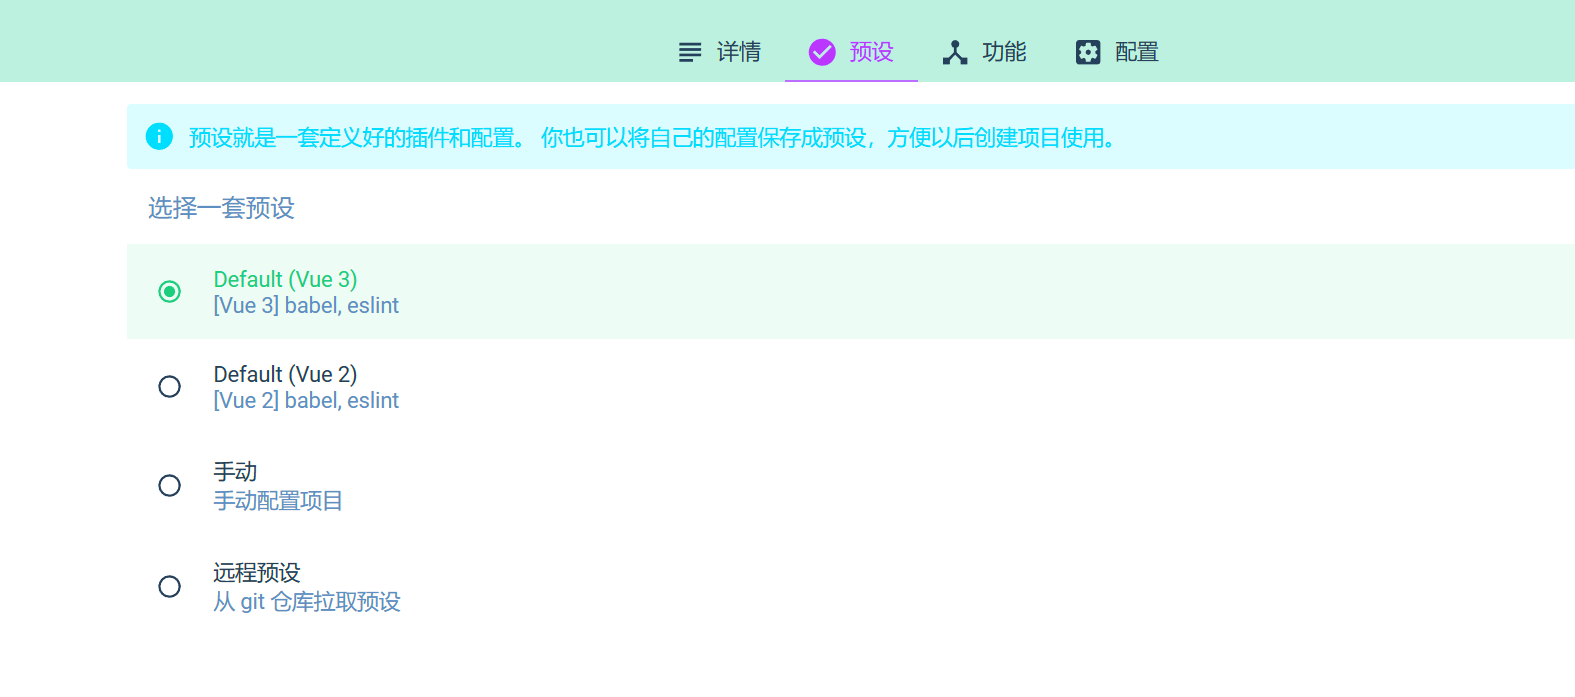 详情 预设 功能 配置
预设就是一套定义好的插件和配置。 你也可以将自己的配置保存成预设，方便以后创建项目使用。
选择一套预设
Default (Vue 3)
[Vue 3] babel, eslint
Default (Vue 2)
[Vue 2] babel, eslint
手动
手动配置项目
远程预设
从 git 仓库拉取预设